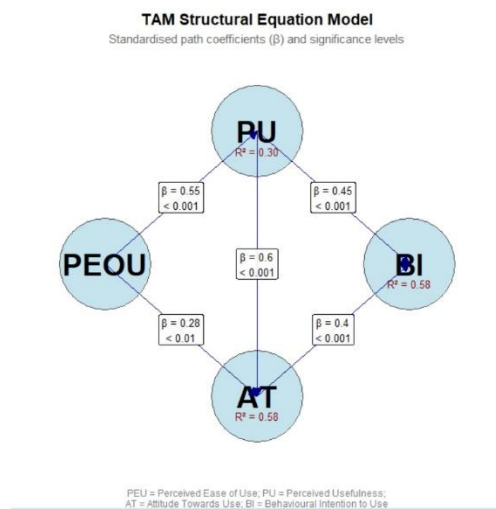 TAM Structural Equation Model
Standardised path coefficients (β) and significance levels
PU
R² = 0.30
β = 0.55
< 0.001
β = 0.45
< 0.001
PEOU
β = 0.6
< 0.001
BI
R² = 0.58
β = 0.28
< 0.01
β = 0.4
< 0.001
AT
R² = 0.58
PEU = Perceived Ease of Use; PU = Perceived Usefulness;
AT = Attitude Towards Use; BI = Behavioural Intention to Use